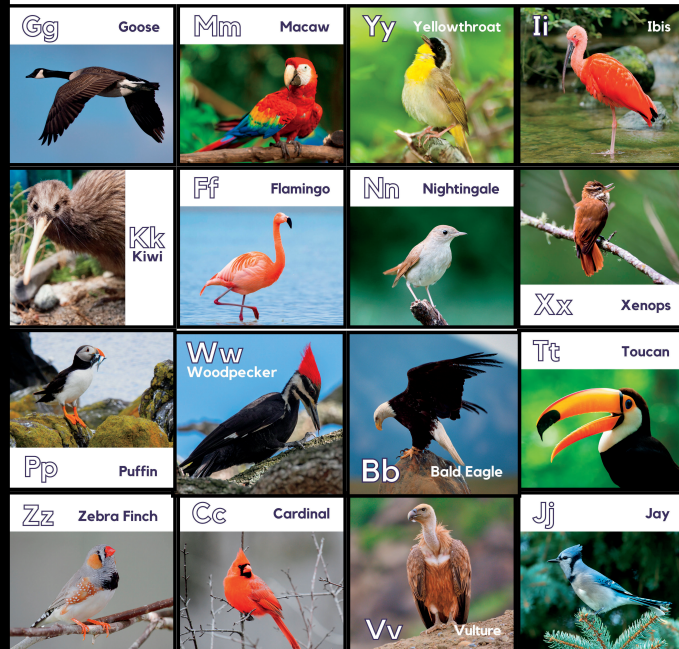 Gg Goose
Mm Macaw
Yy Yellowthroat
Ii Ibis
Kk
Kiwi
Ff Flamingo
Nn Nightingale
Xx Xenops
Pp Puffin
Ww
Woodpecker
Bb Bald Eagle
Tt Toucan
Zz Zebra Finch
Cc Cardinal
Vv Vulture
Jj Jay